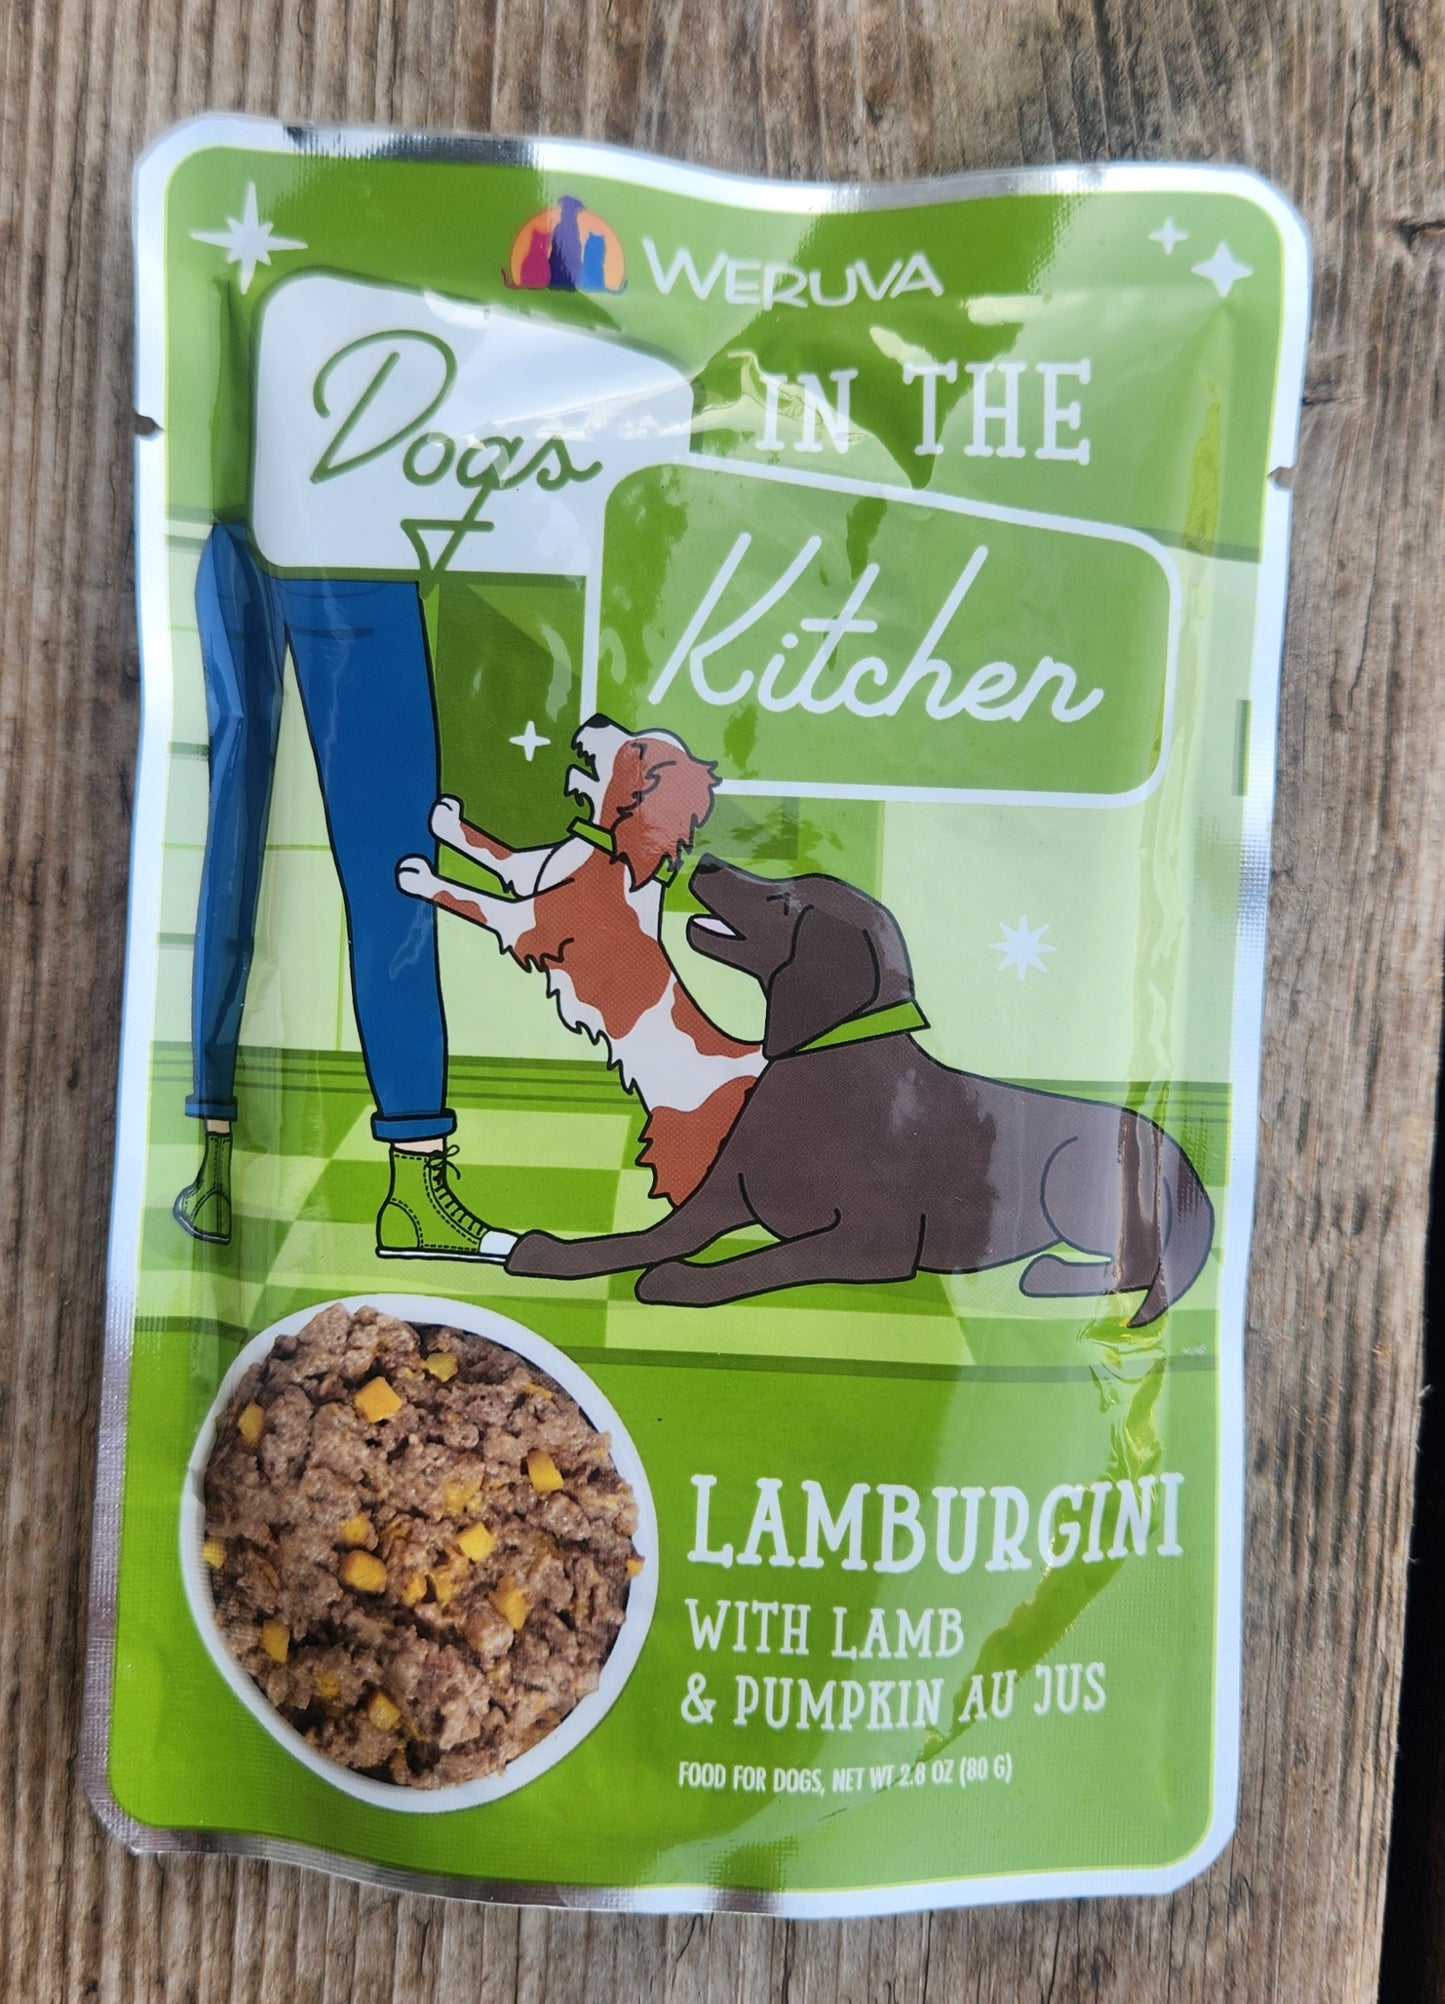 WERUVA
Dogs
IN THE
Kitchen
LAMBURGINI
WITH LAMB
& PUMPKIN AU JUS
FOOD FOR DOGS, NET WT 2.8 OZ (80 G)